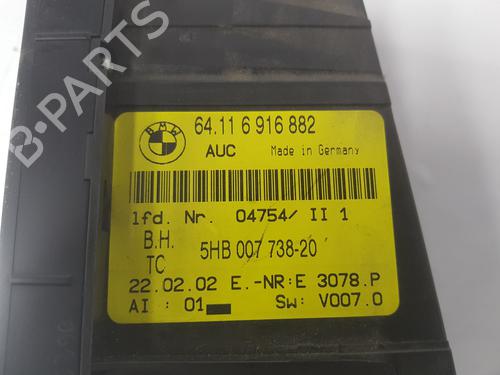 BMW
64.11 6 916 882
AUC Made in Germany
lfd. Nr. 04754/ II 1
B.H. 5HB 007 738-20
TC
22.02.02 E.-NR:E 3078.P
AI : 01 SW: V007.0
B-PARTS